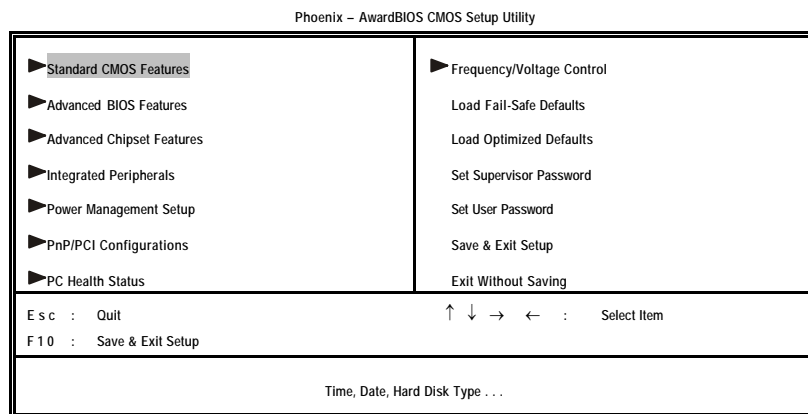 Phoenix – AwardBIOS CMOS Setup Utility
Standard CMOS Features
Advanced BIOS Features
Advanced Chipset Features
Integrated Peripherals
Power Management Setup
PnP/PCI Configurations
PC Health Status
Frequency/Voltage Control
Load Fail-Safe Defaults
Load Optimized Defaults
Set Supervisor Password
Set User Password
Save & Exit Setup
Exit Without Saving
Esc : Quit
↑ ↓ → ← : Select Item
F10 : Save & Exit Setup
Time, Date, Hard Disk Type . . .